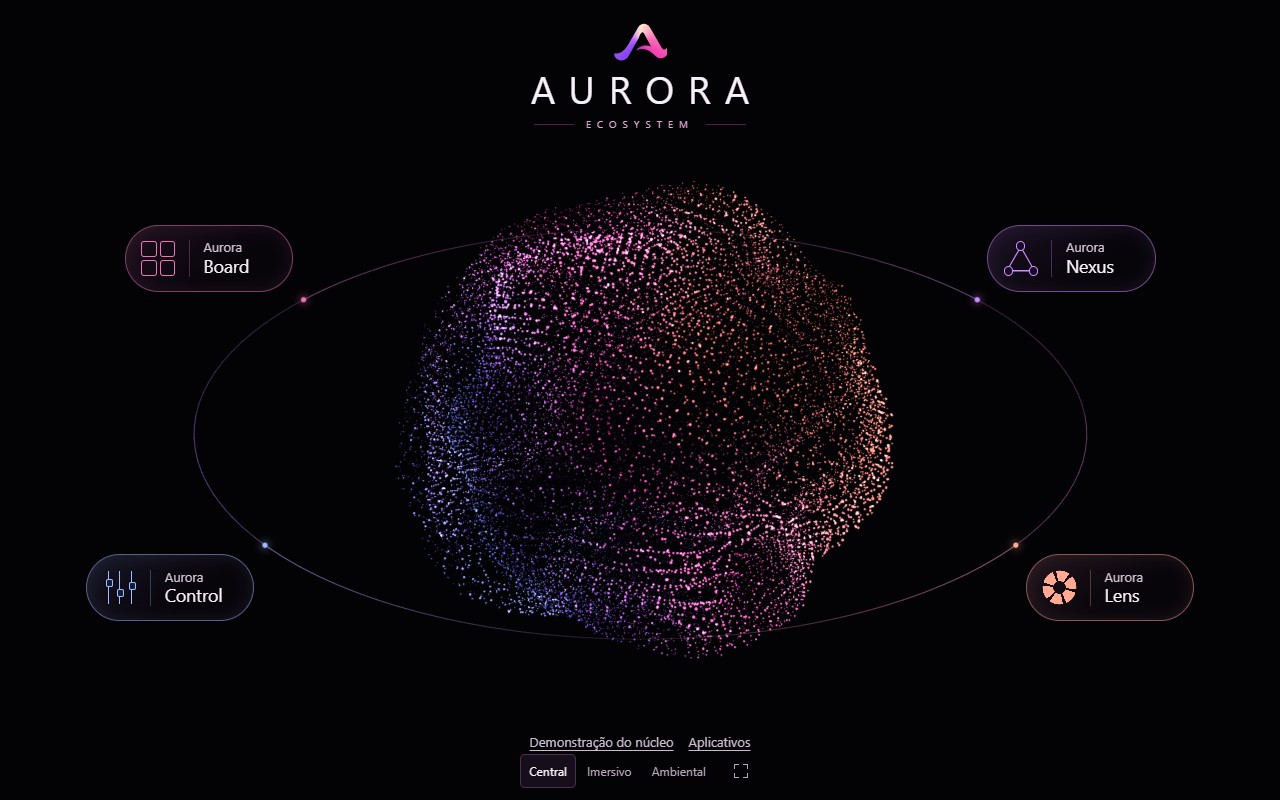 AURORA
ECOSYSTEM
Aurora
Board
Aurora
Nexus
Aurora
Control
Aurora
Lens
Demonstração do núcleo Aplicativos
Central Imersivo Ambiental